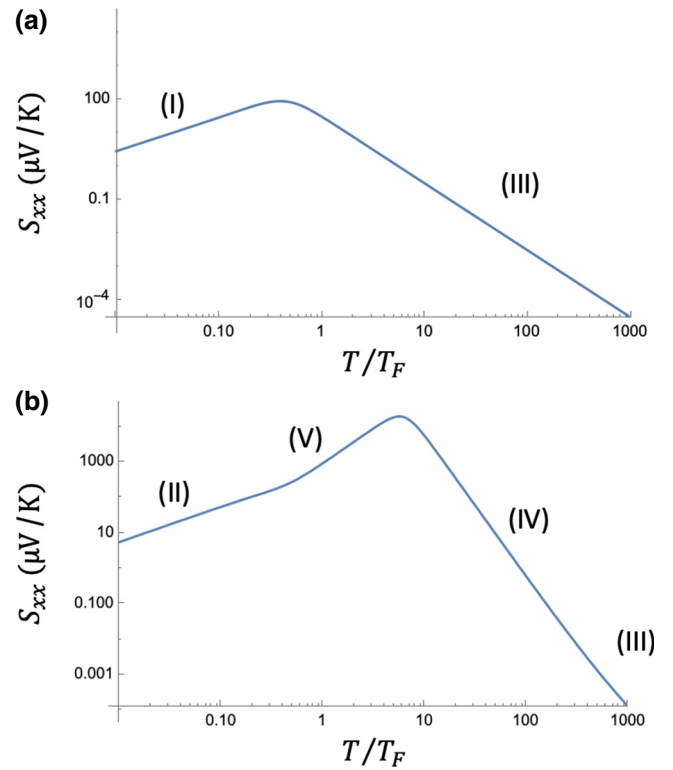 (a)
S_xx (μV/K)
100
0.1
10⁻⁴
(I)
(III)
0.10 1 10 100 1000
T/T_F
(b)
S_xx (μV/K)
1000
10
0.100
0.001
(II)
(V)
(IV)
(III)
0.10 1 10 100 1000
T/T_F